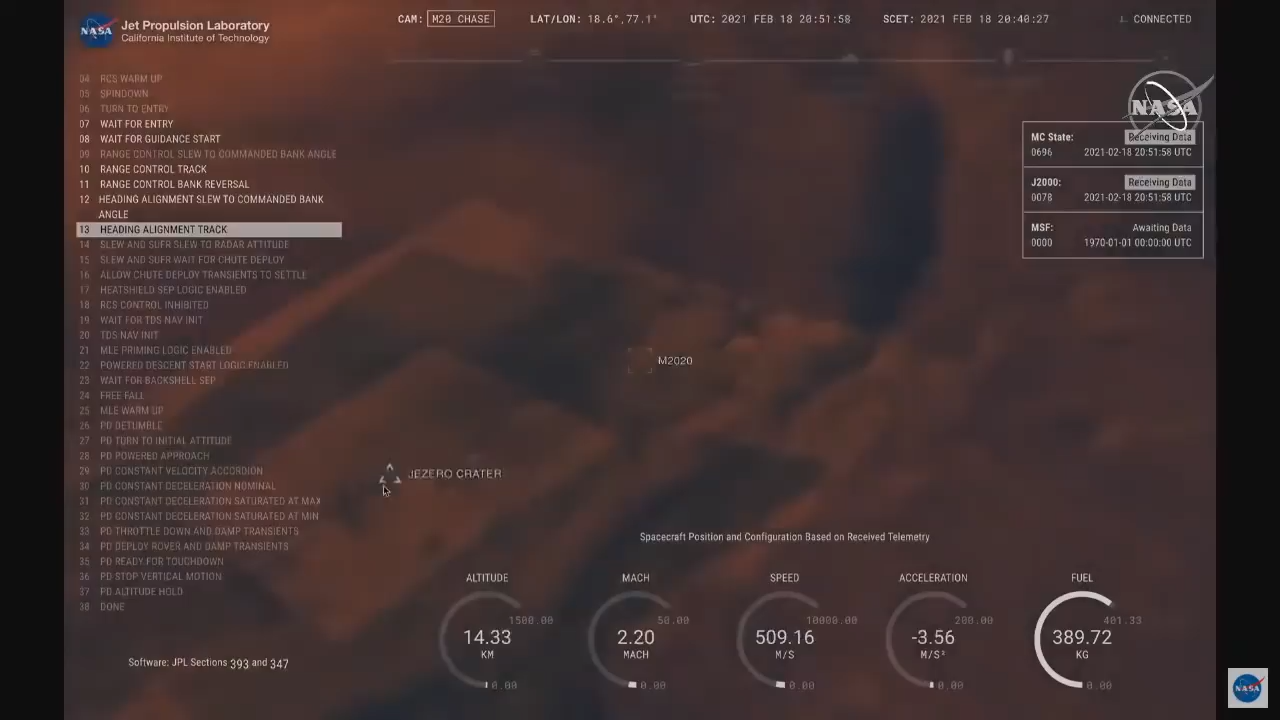 NASA
Jet Propulsion Laboratory
California Institute of Technology
CAM: M20 CHASE LAT/LON: 18.6°,77.1° UTC: 2021 FEB 18 20:51:58 SCET: 2021 FEB 18 20:40:27 CONNECTED
04 RCS WARM UP
05 SPINDOWN
06 TURN TO ENTRY
07 WAIT FOR ENTRY
08 WAIT FOR GUIDANCE START
09 RANGE CONTROL SLEW TO COMMANDED BANK ANGLE
10 RANGE CONTROL TRACK
11 RANGE CONTROL BANK REVERSAL
12 HEADING ALIGNMENT SLEW TO COMMANDED BANK
ANGLE
13 HEADING ALIGNMENT TRACK
14 SLEW AND SUFR SLEW TO RADAR ATTITUDE
15 SLEW AND SUFR WAIT FOR CHUTE DEPLOY
16 ALLOW CHUTE DEPLOY TRANSIENTS TO SETTLE
17 HEATSHIELD SEP LOGIC ENABLED
18 RCS CONTROL INHIBITED
19 WAIT FOR TDS NAV INIT
20 TDS NAV INIT
21 MLE PRIMING LOGIC ENABLED
22 POWERED DESCENT START LOGIC ENABLED
23 WAIT FOR BACKSHELL SEP
24 FREE FALL
25 MLE WARM UP
26 PD DETUMBLE
27 PD TURN TO INITIAL ATTITUDE
28 PD POWERED APPROACH
29 PD CONSTANT VELOCITY ACCORDION
30 PD CONSTANT DECELERATION NOMINAL
31 PD CONSTANT DECELERATION SATURATED AT MAX
32 PD CONSTANT DECELERATION SATURATED AT MIN
33 PD THROTTLE DOWN AND DAMP TRANSIENTS
34 PD DEPLOY ROVER AND DAMP TRANSIENTS
35 PD READY FOR TOUCHDOWN
36 PD STOP VERTICAL MOTION
37 PD ALTITUDE HOLD
38 DONE
Software: JPL Sections 393 and 347
NASA
MC State: Receiving Data
0696 2021-02-18 20:51:58 UTC
J2000: Receiving Data
0078 2021-02-18 20:51:58 UTC
MSF: Awaiting Data
0000 1970-01-01 00:00:00 UTC
M2020
JEZERO CRATER
Spacecraft Position and Configuration Based on Received Telemetry
ALTITUDE MACH SPEED ACCELERATION FUEL
1500.00 50.00 10000.00 200.00 401.33
14.33 2.20 509.16 -3.56 389.72
KM MACH M/S M/S² KG
0.00 0.00 0.00 0.00 0.00
NASA